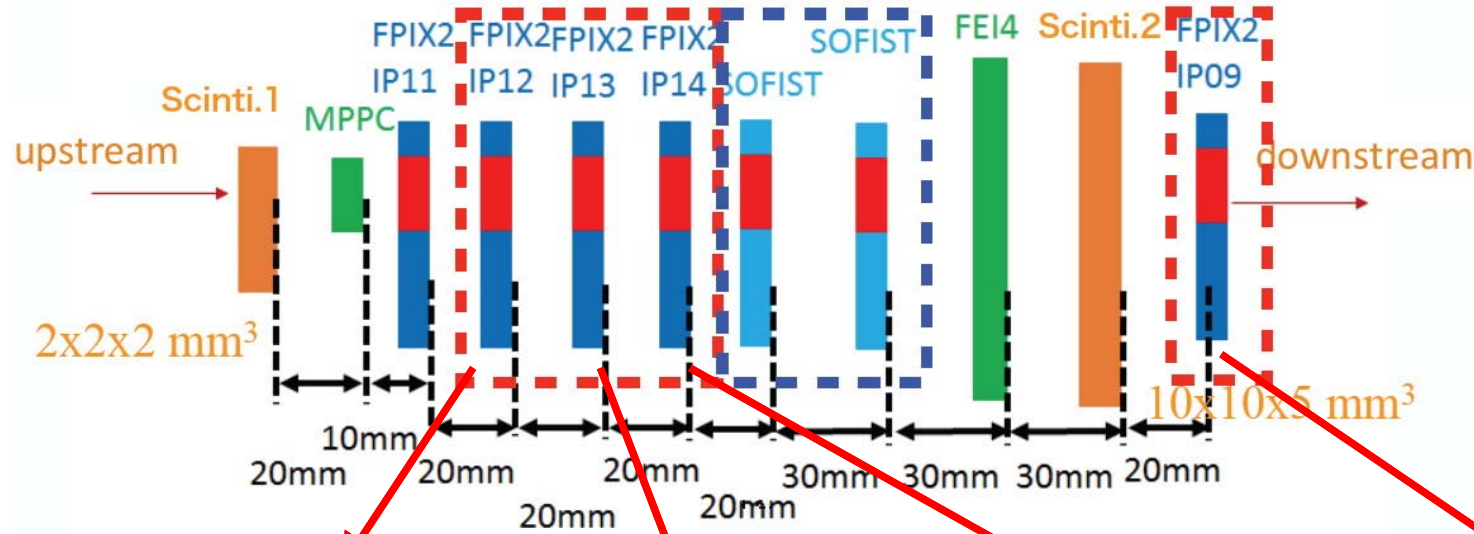 FPIX2 FPIX2 FPIX2 FPIX2 SOFIST FEI4 Scinti.2 FPIX2
IP11 IP12 IP13 IP14 SOFIST IP09
Scinti.1
MPPC
upstream
downstream
2x2x2 mm³
10x10x5 mm³
10mm
20mm 20mm 20mm 30mm 30mm 30mm 20mm
20mm 20mm